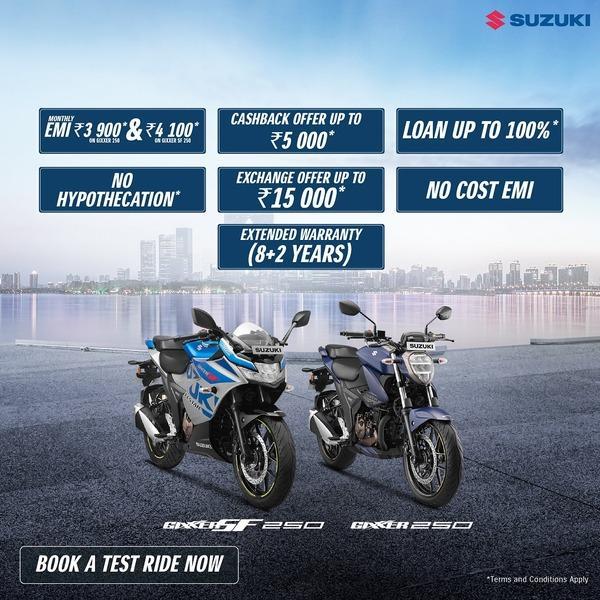 SUZUKI
MONTHLY
EMI ₹3 900* & ₹4 100*
ON GIXXER 250 ON GIXXER SF 250
CASHBACK OFFER UP TO
₹5 000*
LOAN UP TO 100%*
NO
HYPOTHECATION*
EXCHANGE OFFER UP TO
₹15 000*
NO COST EMI
EXTENDED WARRANTY
(8+2 YEARS)
SUZUKI
SUZUKI
GIXXER SF 250
GIXXER 250
BOOK A TEST RIDE NOW
*Terms and Conditions Apply